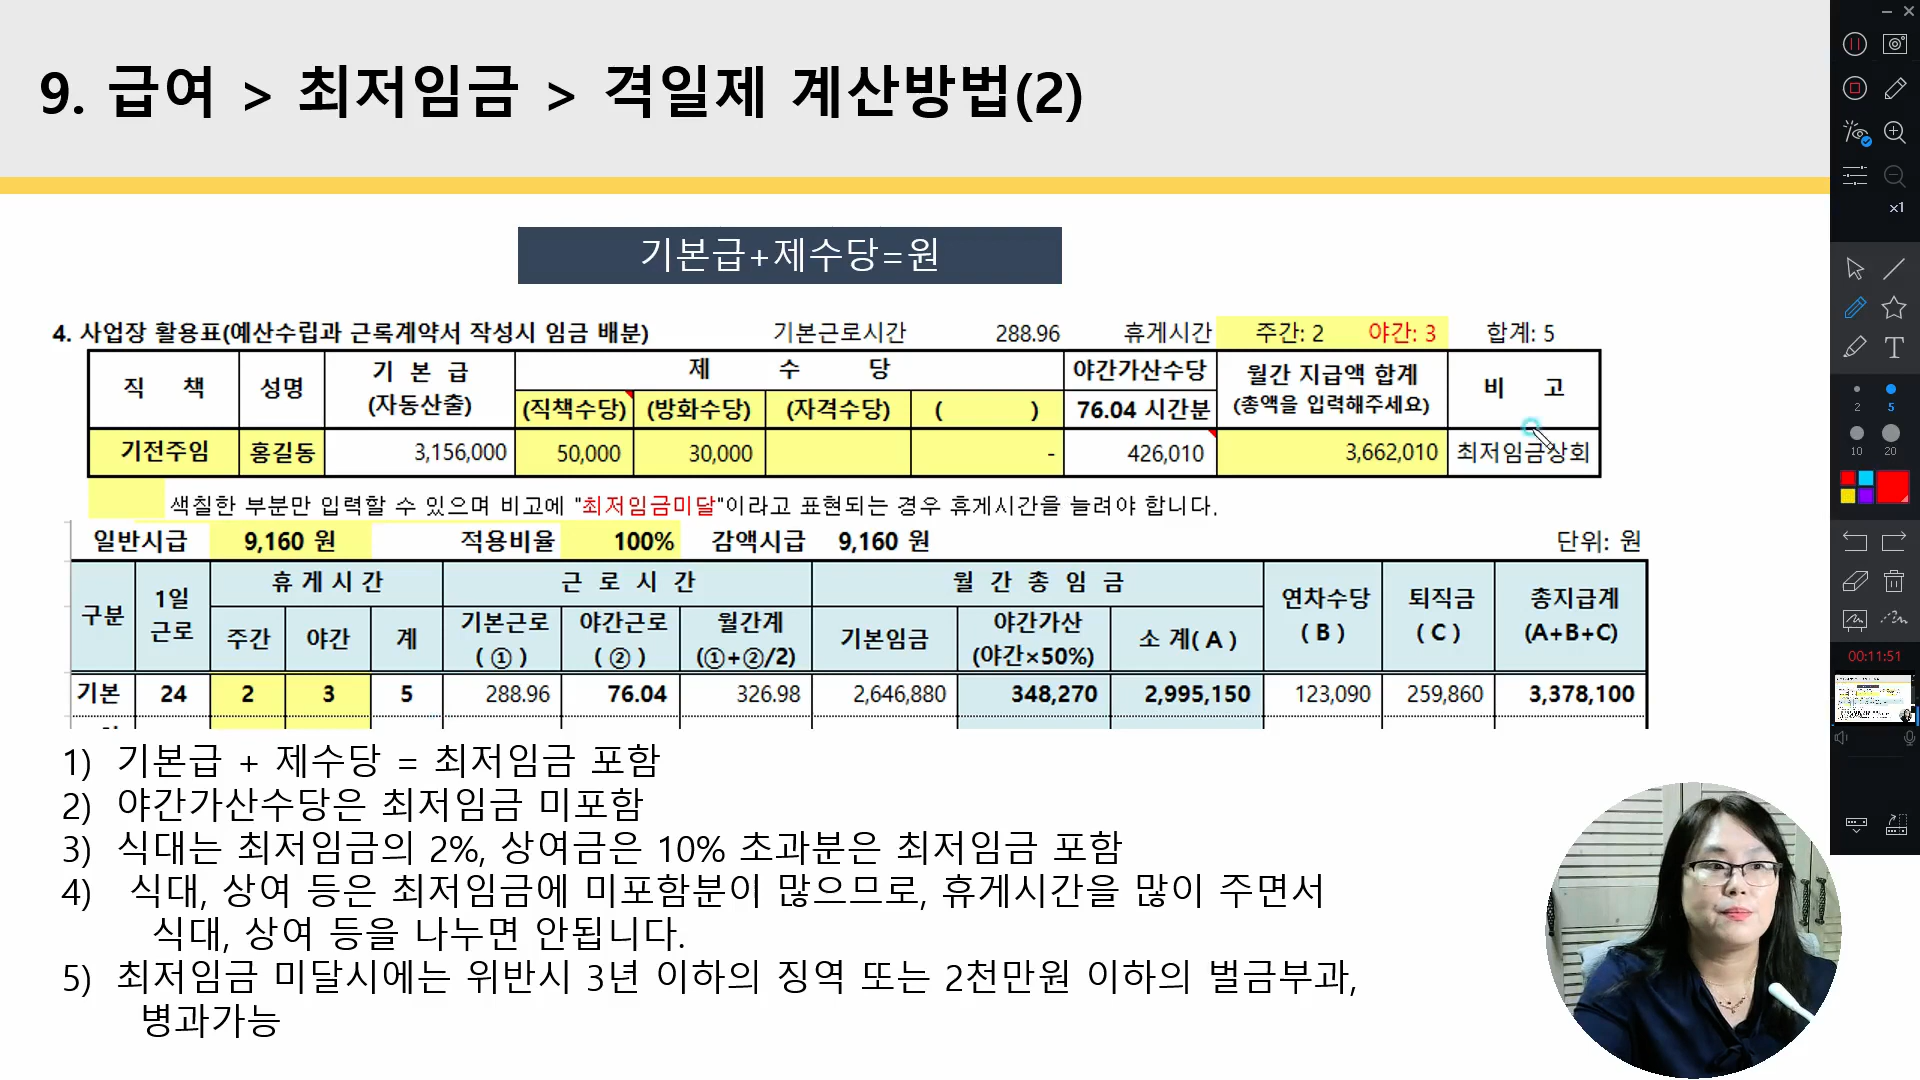 9. 급여 > 최저임금 > 격일제 계산방법(2)
기본급+제수당=원
4. 사업장 활용표(예산수립과 근록계약서 작성시 임금 배분) 기본근로시간 288.96 휴게시간 주간: 2 야간: 3 합계: 5
직 책 성명 기 본 급 (자동산출) 제 수 당 야간가산수당 월간 지급액 합계 (총액을 입력해주세요) 비 고
(직책수당) (방화수당) (자격수당) ( ) 76.04 시간분
기전주임 홍길동 3,156,000 50,000 30,000 - 426,010 3,662,010 최저임금상회
색칠한 부분만 입력할 수 있으며 비고에 "최저임금미달"이라고 표현되는 경우 휴게시간을 늘려야 합니다.
일반시급 9,160 원 적용비율 100% 감액시급 9,160 원 단위: 원
구분 1일 근로 휴 게 시 간 근 로 시 간 월 간 총 임 금 연차수당 ( B ) 퇴직금 ( C ) 총지급계 (A+B+C)
주간 야간 계 기본근로 ( ① ) 야간근로 ( ② ) 월간계 (①+②/2) 기본임금 야간가산 (야간×50%) 소 계( A )
기본 24 2 3 5 288.96 76.04 326.98 2,646,880 348,270 2,995,150 123,090 259,860 3,378,100
1) 기본급 + 제수당 = 최저임금 포함
2) 야간가산수당은 최저임금 미포함
3) 식대는 최저임금의 2%, 상여금은 10% 초과분은 최저임금 포함
4) 식대, 상여 등은 최저임금에 미포함분이 많으므로, 휴게시간을 많이 주면서
식대, 상여 등을 나누면 안됩니다.
5) 최저임금 미달시에는 위반시 3년 이하의 징역 또는 2천만원 이하의 벌금부과,
병과가능
x1
T
2 5
10 20
00:11:51